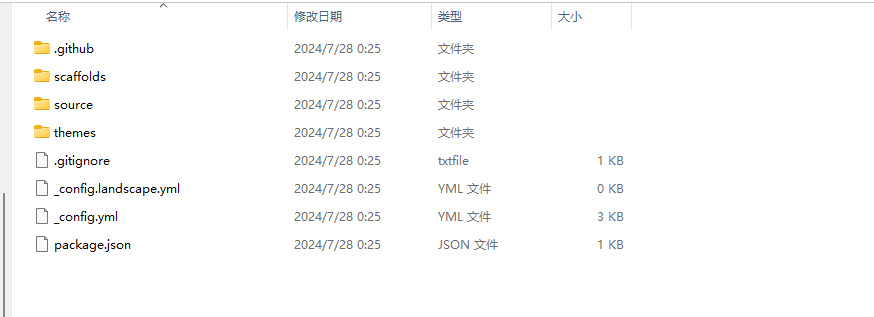 名称 修改日期 类型 大小
.github 2024/7/28 0:25 文件夹
scaffolds 2024/7/28 0:25 文件夹
source 2024/7/28 0:25 文件夹
themes 2024/7/28 0:25 文件夹
.gitignore 2024/7/28 0:25 txtfile 1 KB
_config.landscape.yml 2024/7/28 0:25 YML 文件 0 KB
_config.yml 2024/7/28 0:25 YML 文件 3 KB
package.json 2024/7/28 0:25 JSON 文件 1 KB